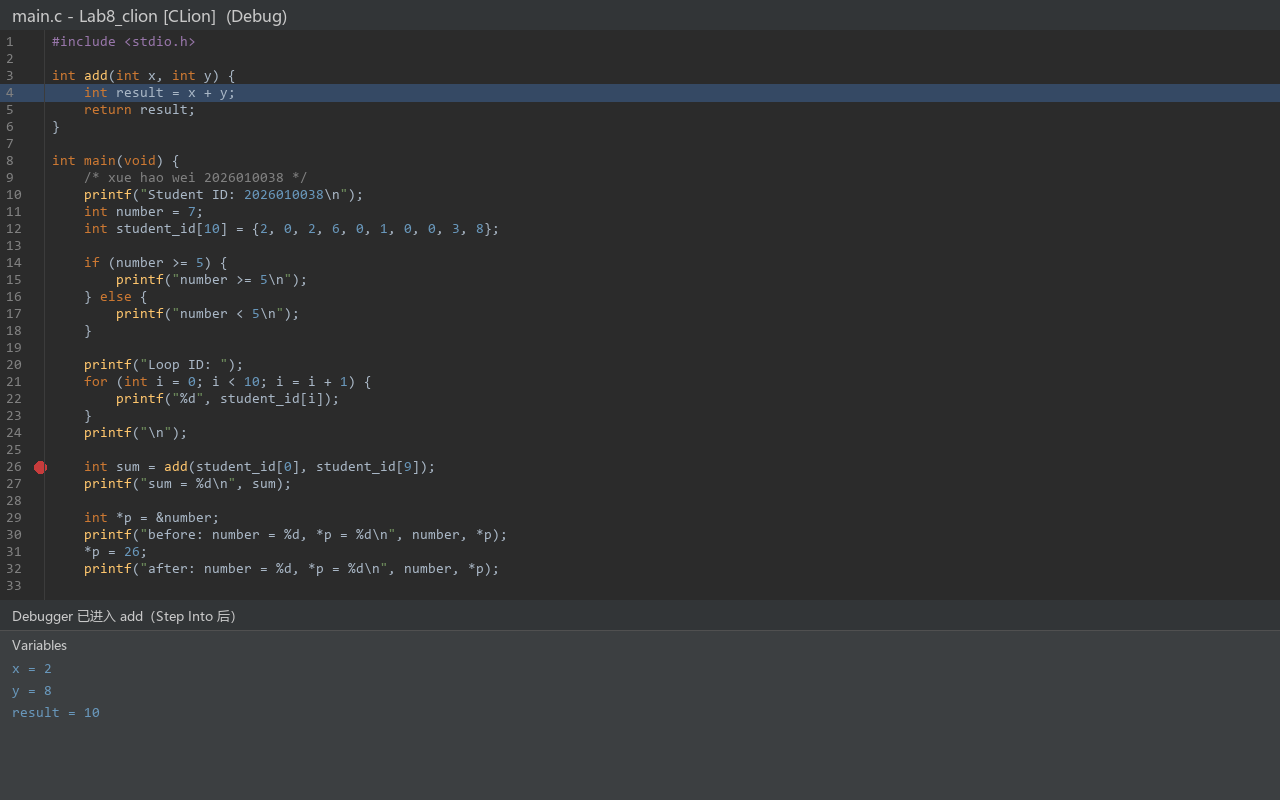 main.c - Lab8_clion [CLion]  (Debug)
1 #include <stdio.h>
2
3 int add(int x, int y) {
4     int result = x + y;
5     return result;
6 }
7
8 int main(void) {
9     /* xue hao wei 2026010038 */
10     printf("Student ID: 2026010038\n");
11     int number = 7;
12     int student_id[10] = {2, 0, 2, 6, 0, 1, 0, 0, 3, 8};
13
14     if (number >= 5) {
15         printf("number >= 5\n");
16     } else {
17         printf("number < 5\n");
18     }
19
20     printf("Loop ID: ");
21     for (int i = 0; i < 10; i = i + 1) {
22         printf("%d", student_id[i]);
23     }
24     printf("\n");
25
26     int sum = add(student_id[0], student_id[9]);
27     printf("sum = %d\n", sum);
28
29     int *p = &number;
30     printf("before: number = %d, *p = %d\n", number, *p);
31     *p = 26;
32     printf("after: number = %d, *p = %d\n", number, *p);
33
Debugger 已进入 add（Step Into 后）
Variables
x = 2
y = 8
result = 10